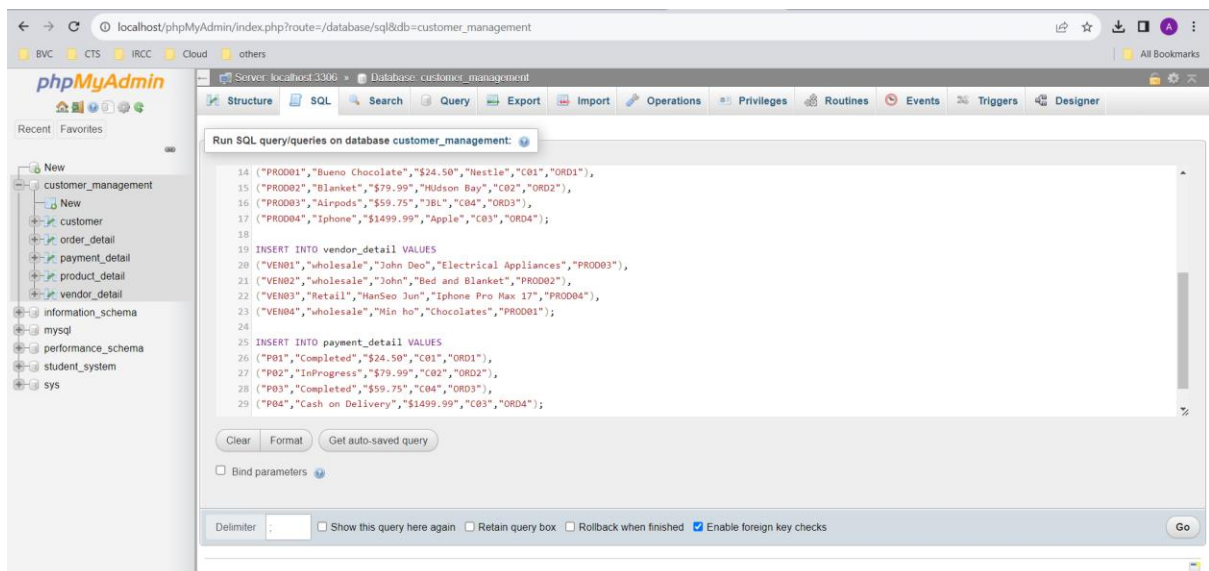 localhost/phpMyAdmin/index.php?route=/database/sql&db=customer_management
A
BVC CTS IRCC Cloud others All Bookmarks
phpMyAdmin
Recent Favorites
New
customer_management
New
customer
order_detail
payment_detail
product_detail
vendor_detail
information_schema
mysql
performance_schema
student_system
sys
Server: localhost:3306 » Database: customer_management
Structure SQL Search Query Export Import Operations Privileges Routines Events Triggers Designer
Run SQL query/queries on database customer_management:
14 ("PROD01","Bueno Chocolate","$24.50","Nestle","C01","ORD1"),
15 ("PROD02","Blanket","$79.99","HUdson Bay","C02","ORD2"),
16 ("PROD03","Airpods","$59.75","JBL","C04","ORD3"),
17 ("PROD04","Iphone","$1499.99","Apple","C03","ORD4");
18
19 INSERT INTO vendor_detail VALUES
20 ("VEN01","wholesale","John Deo","Electrical Appliances","PROD03"),
21 ("VEN02","wholesale","John","Bed and Blanket","PROD02"),
22 ("VEN03","Retail","HanSeo Jun","Iphone Pro Max 17","PROD04"),
23 ("VEN04","wholesale","Min ho","Chocolates","PROD01");
24
25 INSERT INTO payment_detail VALUES
26 ("P01","Completed","$24.50","C01","ORD1"),
27 ("P02","InProgress","$79.99","C02","ORD2"),
28 ("P03","Completed","$59.75","C04","ORD3"),
29 ("P04","Cash on Delivery","$1499.99","C03","ORD4");
Clear Format Get auto-saved query
Bind parameters
Delimiter ; Show this query here again Retain query box Rollback when finished Enable foreign key checks Go